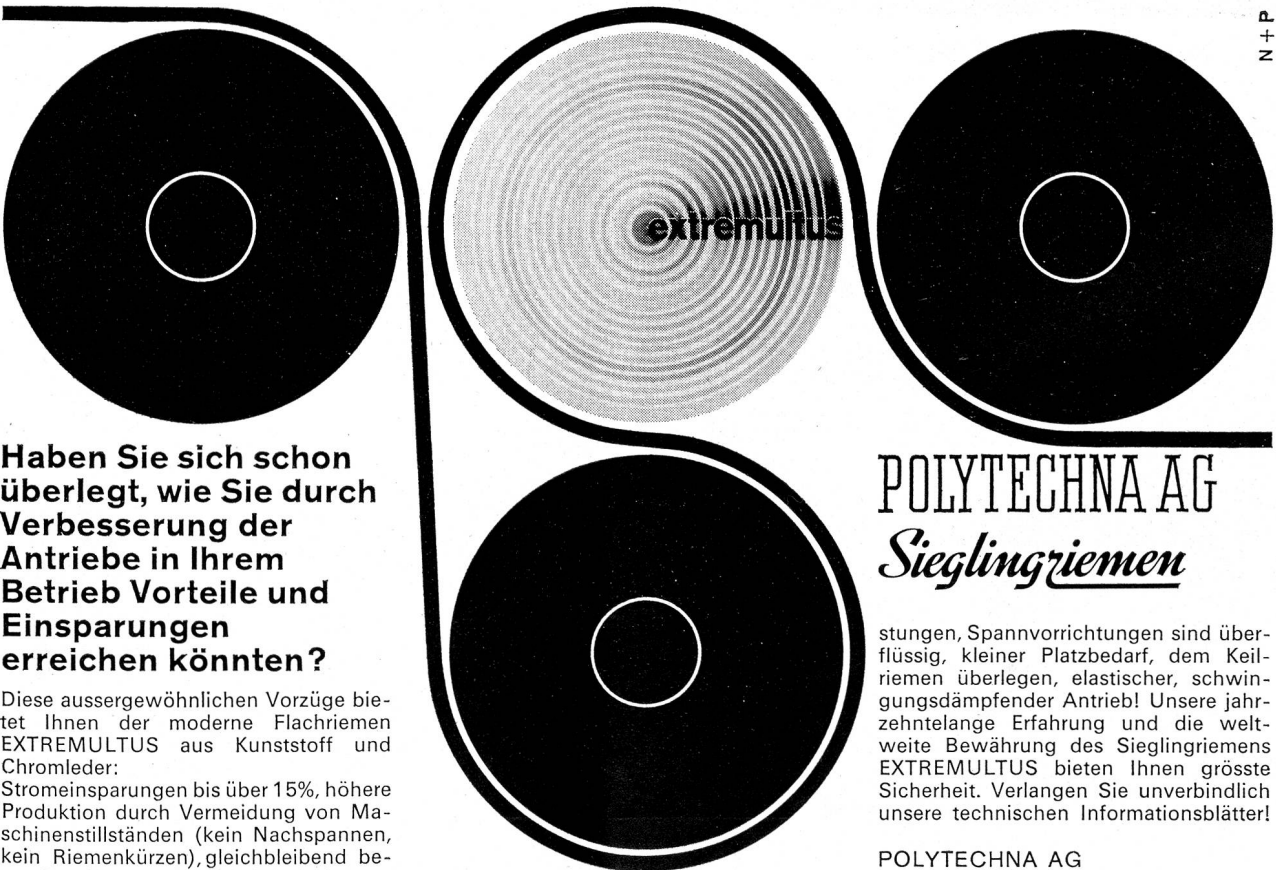 N+P
extremultus
Haben Sie sich schon
überlegt, wie Sie durch
Verbesserung der
Antriebe in Ihrem
Betrieb Vorteile und
Einsparungen
erreichen könnten?
Diese aussergewöhnlichen Vorzüge bie-
tet Ihnen der moderne Flachriemen
EXTREMULTUS aus Kunststoff und
Chromleder:
Stromeinsparungen bis über 15%, höhere
Produktion durch Vermeidung von Ma-
schinenstillständen (kein Nachspannen,
kein Riemenkürzen), gleichbleibend be-
POLYTECHNA AG
Sieglingriemen
stungen, Spannvorrichtungen sind über-
flüssig, kleiner Platzbedarf, dem Keil-
riemen überlegen, elastischer, schwin-
gungsdämpfender Antrieb! Unsere jahr-
zehntelange Erfahrung und die welt-
weite Bewährung des Sieglingriemens
EXTREMULTUS bieten Ihnen grösste
Sicherheit. Verlangen Sie unverbindlich
unsere technischen Informationsblätter!
POLYTECHNA AG